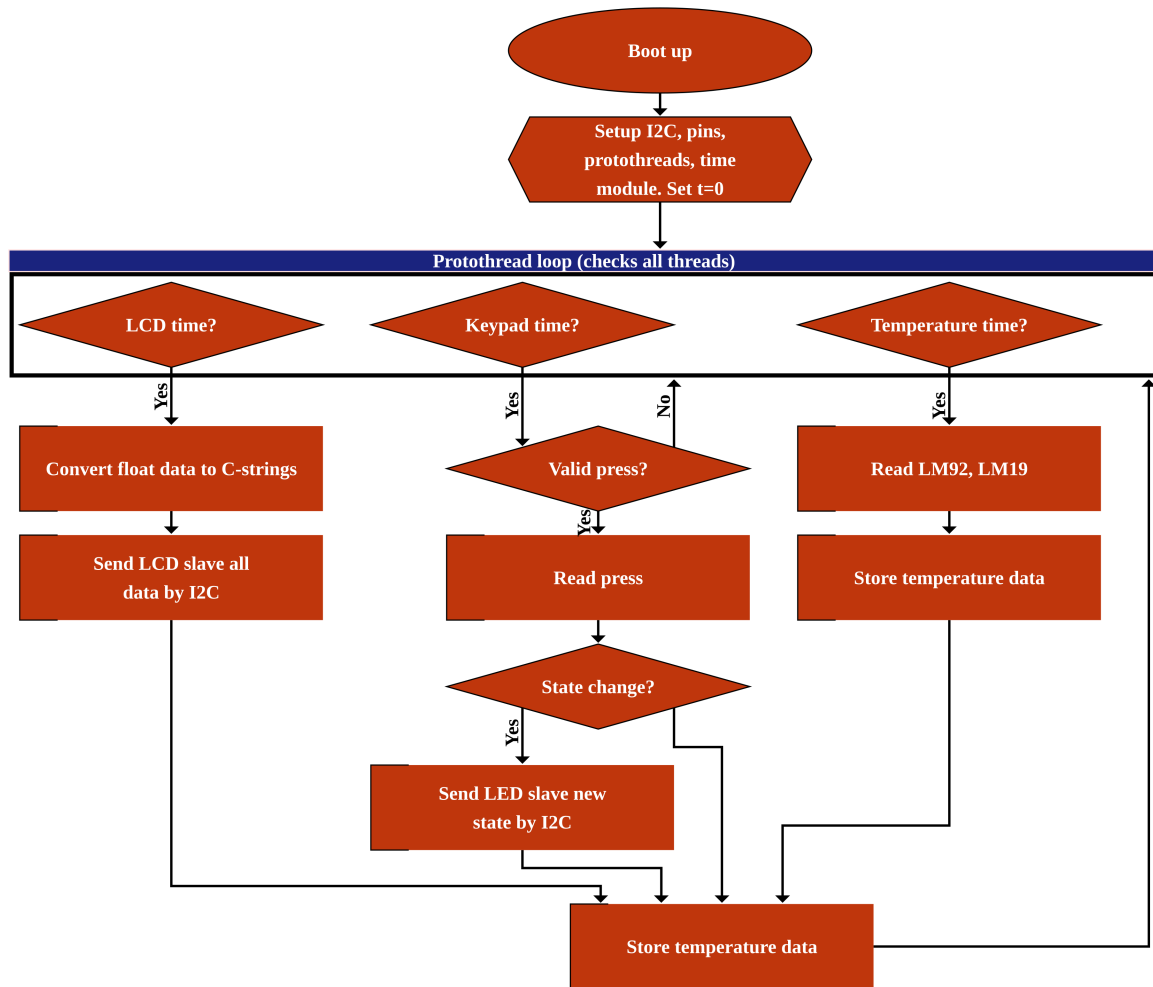 Boot up
Setup I2C, pins,
protothreads, time
module. Set t=0
Protothread loop (checks all threads)
LCD time?
Keypad time?
Temperature time?
Yes
Yes
No
Yes
Convert float data to C-strings
Valid press?
Read LM92, LM19
Yes
Send LCD slave all
data by I2C
Read press
Store temperature data
State change?
Yes
Send LED slave new
state by I2C
Store temperature data